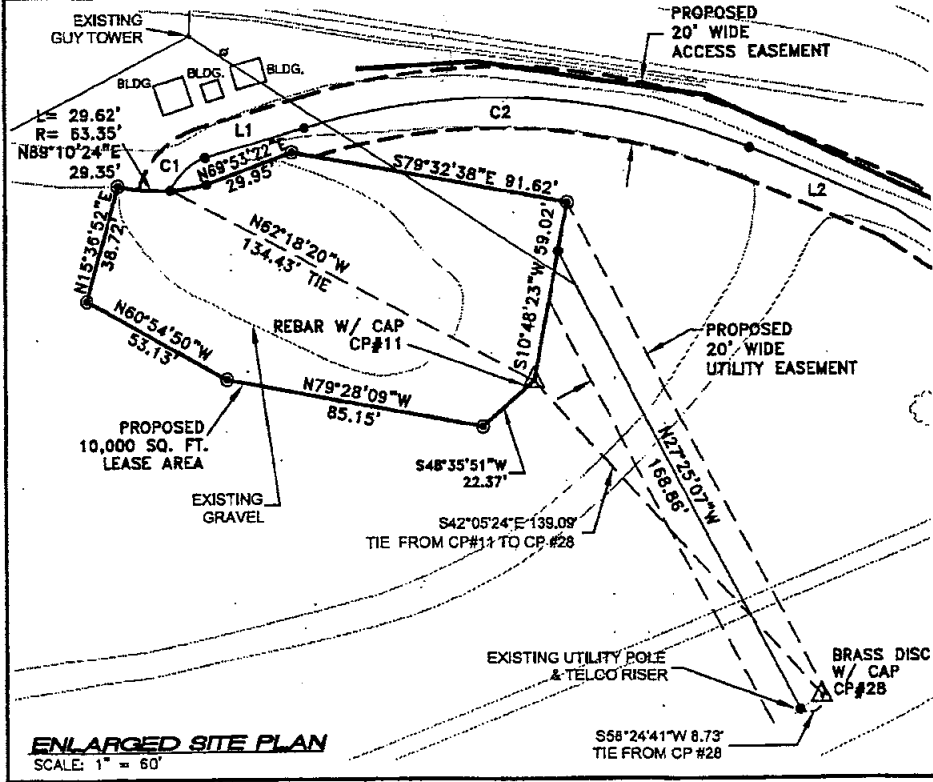 EXISTING
GUY TOWER
PROPOSED
20' WIDE
ACCESS EASEMENT
BLDG.
BLDG.
BLDG.
L= 29.62'
R= 63.35'
N89°10'24"E
29.35'
C1
L1
C2
L2
N69°53'22"E
29.95'
S79°32'38"E 91.62'
N62°18'20"W
134.43' TIE
S10°48'23"W 59.02'
N15°36'52"E
38.72'
REBAR W/ CAP
CP#11
N60°54'50"W
53.13'
N79°28'09"W
85.15'
PROPOSED
20' WIDE
UTILITY EASEMENT
PROPOSED
10,000 SQ. FT.
LEASE AREA
EXISTING
GRAVEL
S48°35'51"W
22.37'
N27°25'07"W
168.86'
S42°05'24"E 139.09'
TIE FROM CP#11 TO CP #28
EXISTING UTILITY POLE
& TELCO RISER
BRASS DISC
W/ CAP
CP#28
S58°24'41"W 8.73'
TIE FROM CP #28
ENLARGED SITE PLAN
SCALE: 1" = 60'